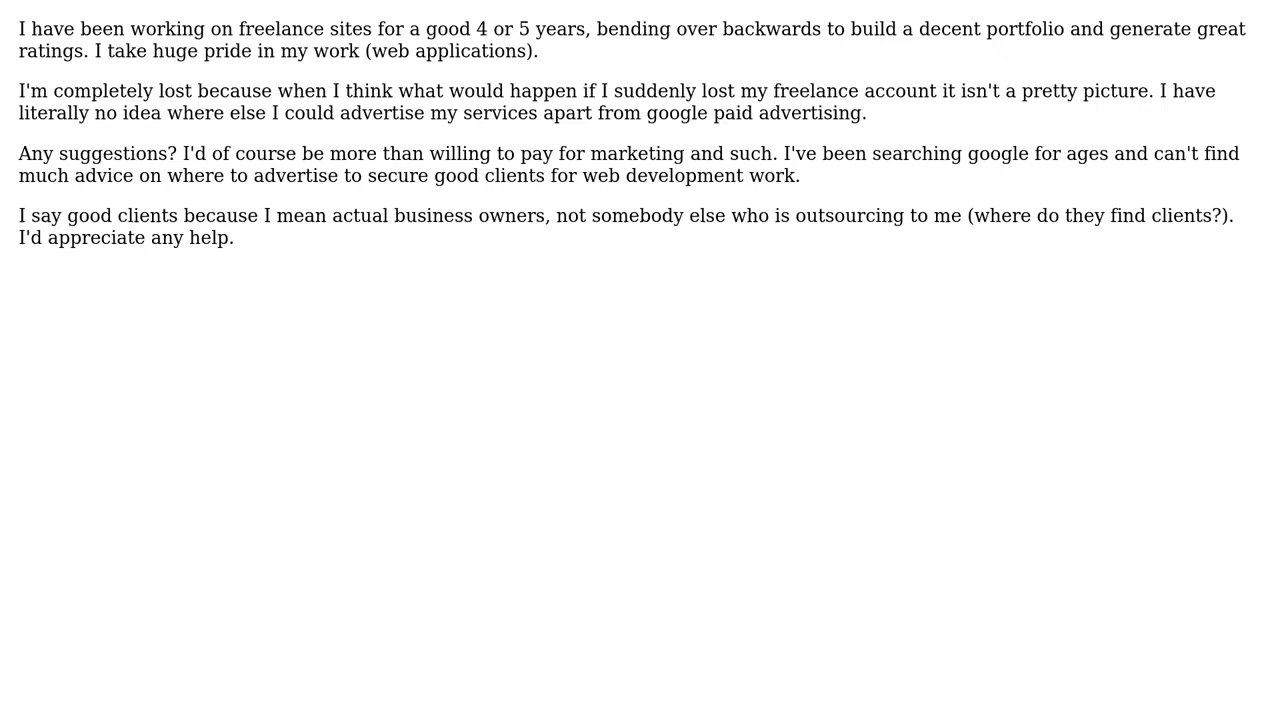 I have been working on freelance sites for a good 4 or 5 years, bending over backwards to build a decent portfolio and generate great
ratings. I take huge pride in my work (web applications).
I'm completely lost because when I think what would happen if I suddenly lost my freelance account it isn't a pretty picture. I have
literally no idea where else I could advertise my services apart from google paid advertising.
Any suggestions? I'd of course be more than willing to pay for marketing and such. I've been searching google for ages and can't find
much advice on where to advertise to secure good clients for web development work.
I say good clients because I mean actual business owners, not somebody else who is outsourcing to me (where do they find clients?).
I'd appreciate any help.